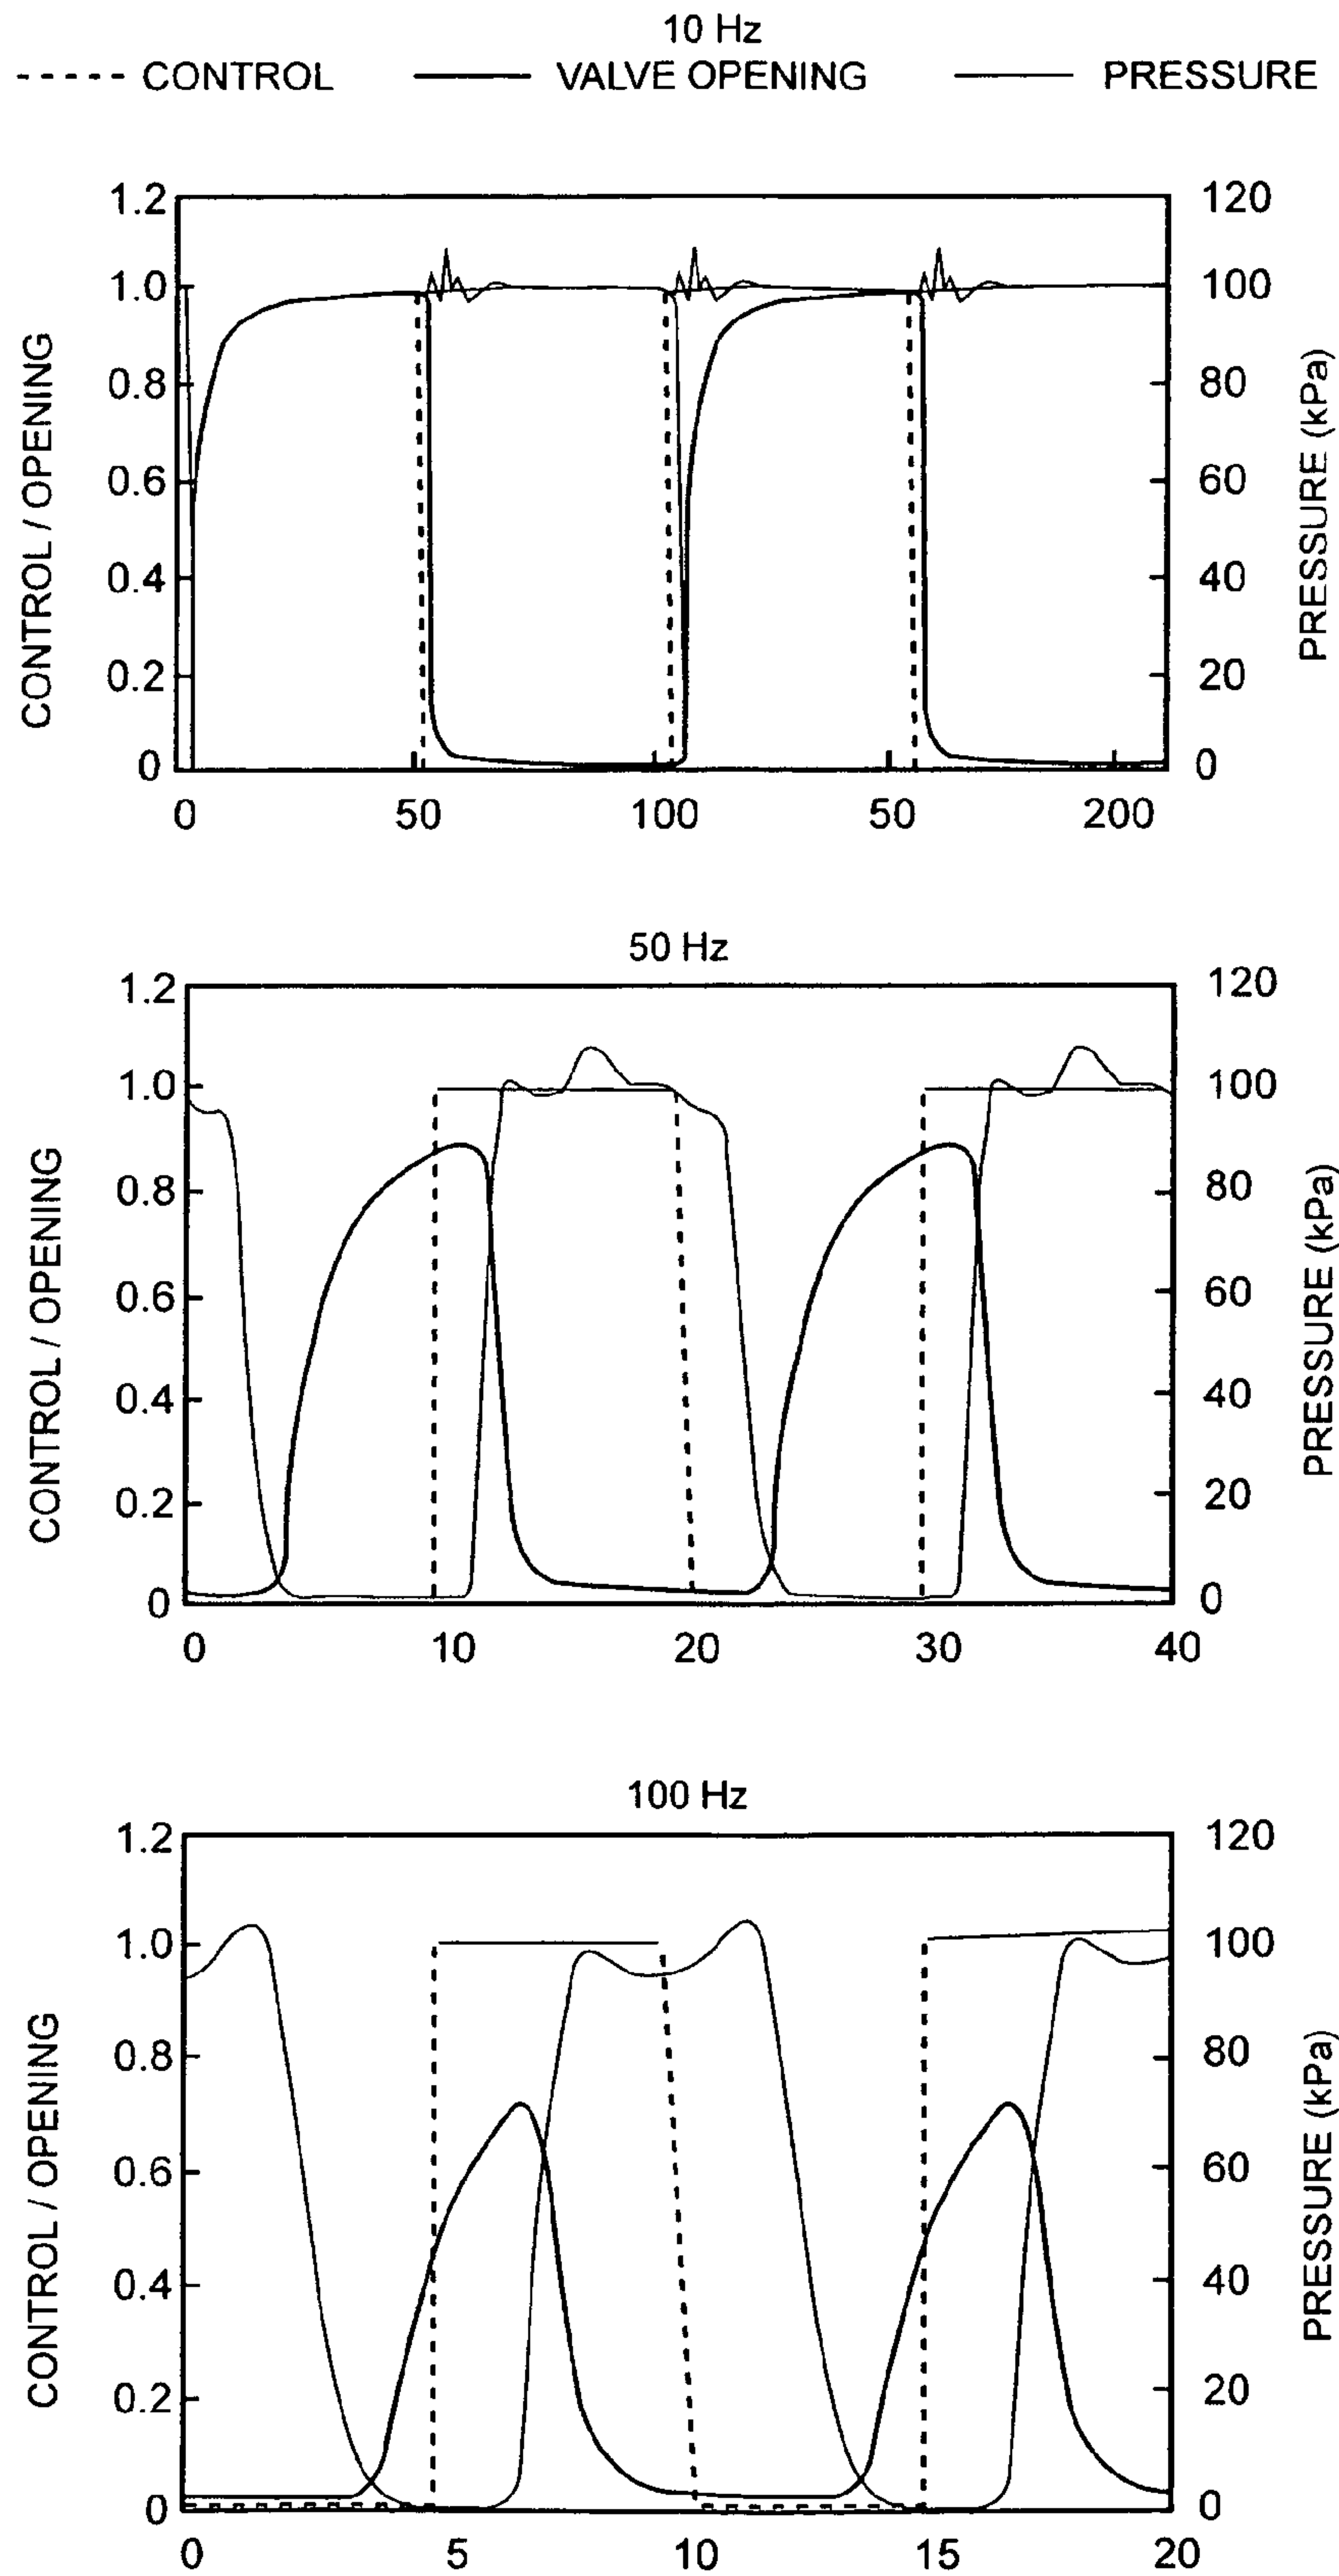 10 Hz
CONTROL VALVE OPENING PRESSURE
1.2 120
1.0 100
0.8 80
0.6 60
0.4 40
0.2 20
0 0
CONTROL / OPENING
PRESSURE (kPa)
0 50 100 50 200
50 Hz
1.2 120
1.0 100
0.8 80
0.6 60
0.4 40
0.2 20
0 0
CONTROL / OPENING
PRESSURE (kPa)
0 10 20 30 40
100 Hz
1.2 120
1.0 100
0.8 80
0.6 60
0.4 40
0.2 20
0 0
CONTROL / OPENING
PRESSURE (kPa)
0 5 10 15 20